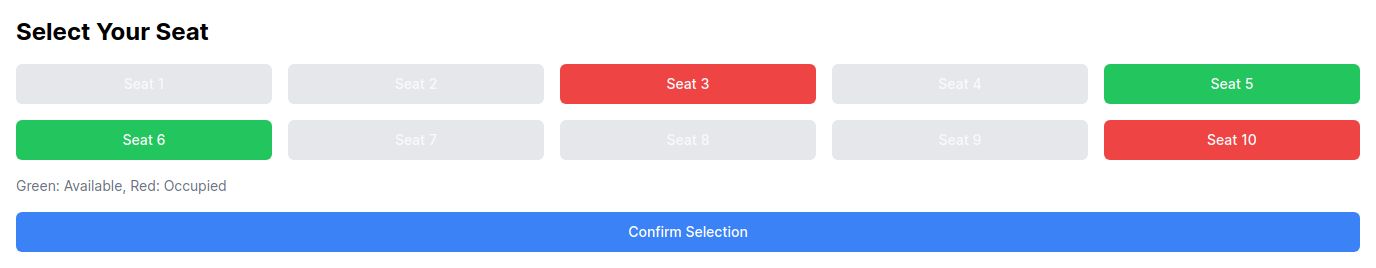 Select Your Seat
Seat 1 Seat 2 Seat 3 Seat 4 Seat 5
Seat 6 Seat 7 Seat 8 Seat 9 Seat 10
Green: Available, Red: Occupied
Confirm Selection